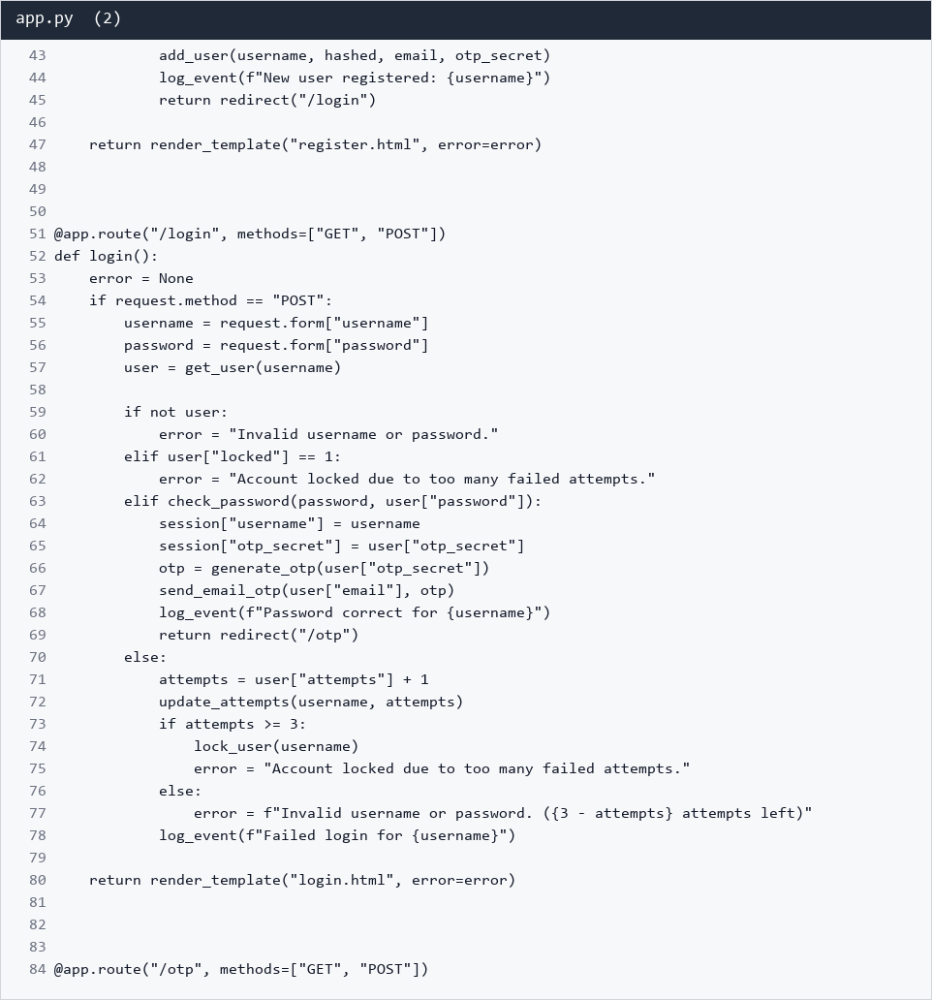 app.py  (2)
43             add_user(username, hashed, email, otp_secret)
44             log_event(f"New user registered: {username}")
45             return redirect("/login")
46
47     return render_template("register.html", error=error)
48
49
50
51 @app.route("/login", methods=["GET", "POST"])
52 def login():
53     error = None
54     if request.method == "POST":
55         username = request.form["username"]
56         password = request.form["password"]
57         user = get_user(username)
58
59         if not user:
60             error = "Invalid username or password."
61         elif user["locked"] == 1:
62             error = "Account locked due to too many failed attempts."
63         elif check_password(password, user["password"]):
64             session["username"] = username
65             session["otp_secret"] = user["otp_secret"]
66             otp = generate_otp(user["otp_secret"])
67             send_email_otp(user["email"], otp)
68             log_event(f"Password correct for {username}")
69             return redirect("/otp")
70         else:
71             attempts = user["attempts"] + 1
72             update_attempts(username, attempts)
73             if attempts >= 3:
74                 lock_user(username)
75                 error = "Account locked due to too many failed attempts."
76             else:
77                 error = f"Invalid username or password. ({3 - attempts} attempts left)"
78             log_event(f"Failed login for {username}")
79
80     return render_template("login.html", error=error)
81
82
83
84 @app.route("/otp", methods=["GET", "POST"])